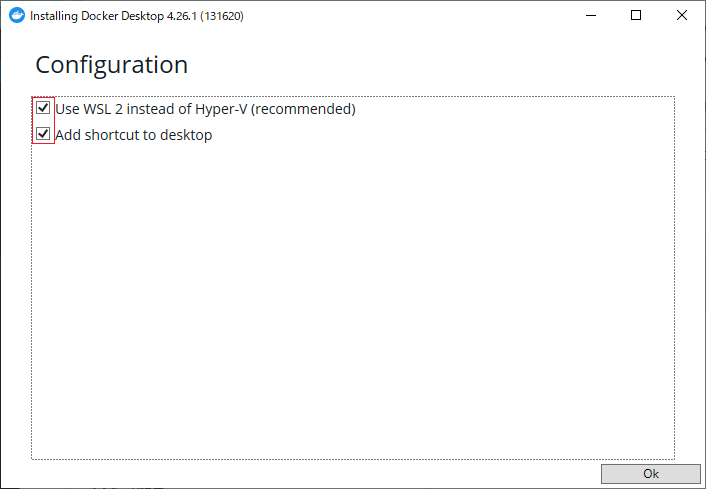 Installing Docker Desktop 4.26.1 (131620)
Configuration
Use WSL 2 instead of Hyper-V (recommended)
Add shortcut to desktop
Ok